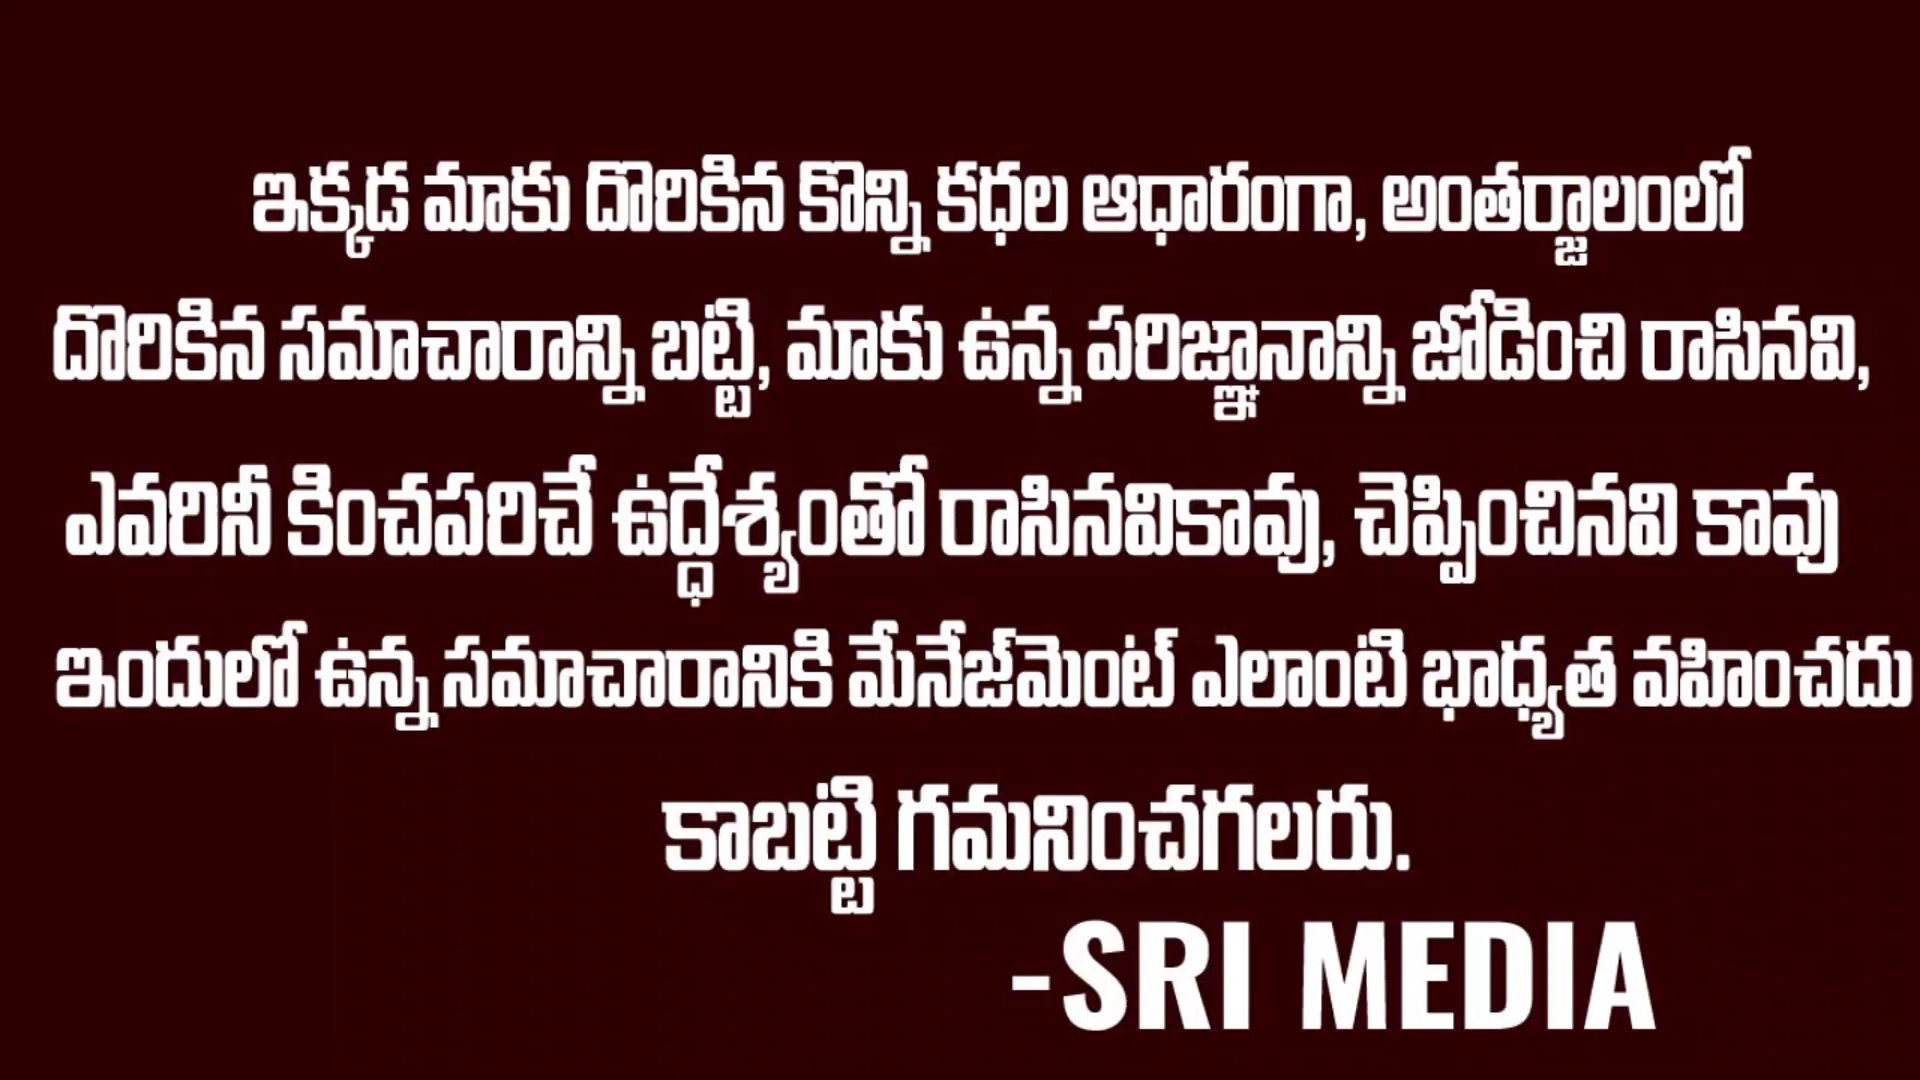 ఇక్కడ మాకు దొరికిన కొన్ని కధల ఆధారంగా, అంతర్జాలంలో
దొరికిన సమాచారాన్ని బట్టి, మాకు ఉన్న పరిజ్ఞానాన్ని జోడించి రాసినవి,
ఎవరినీ కించపరిచే ఉద్ధేశ్యంతో రాసినవికావు, చెప్పించినవి కావు
ఇందులో ఉన్న సమాచారానికి మేనేజ్‌మెంట్ ఎలాంటి భాధ్యత వహించదు
కాబట్టి గమనించగలరు.
-SRI MEDIA